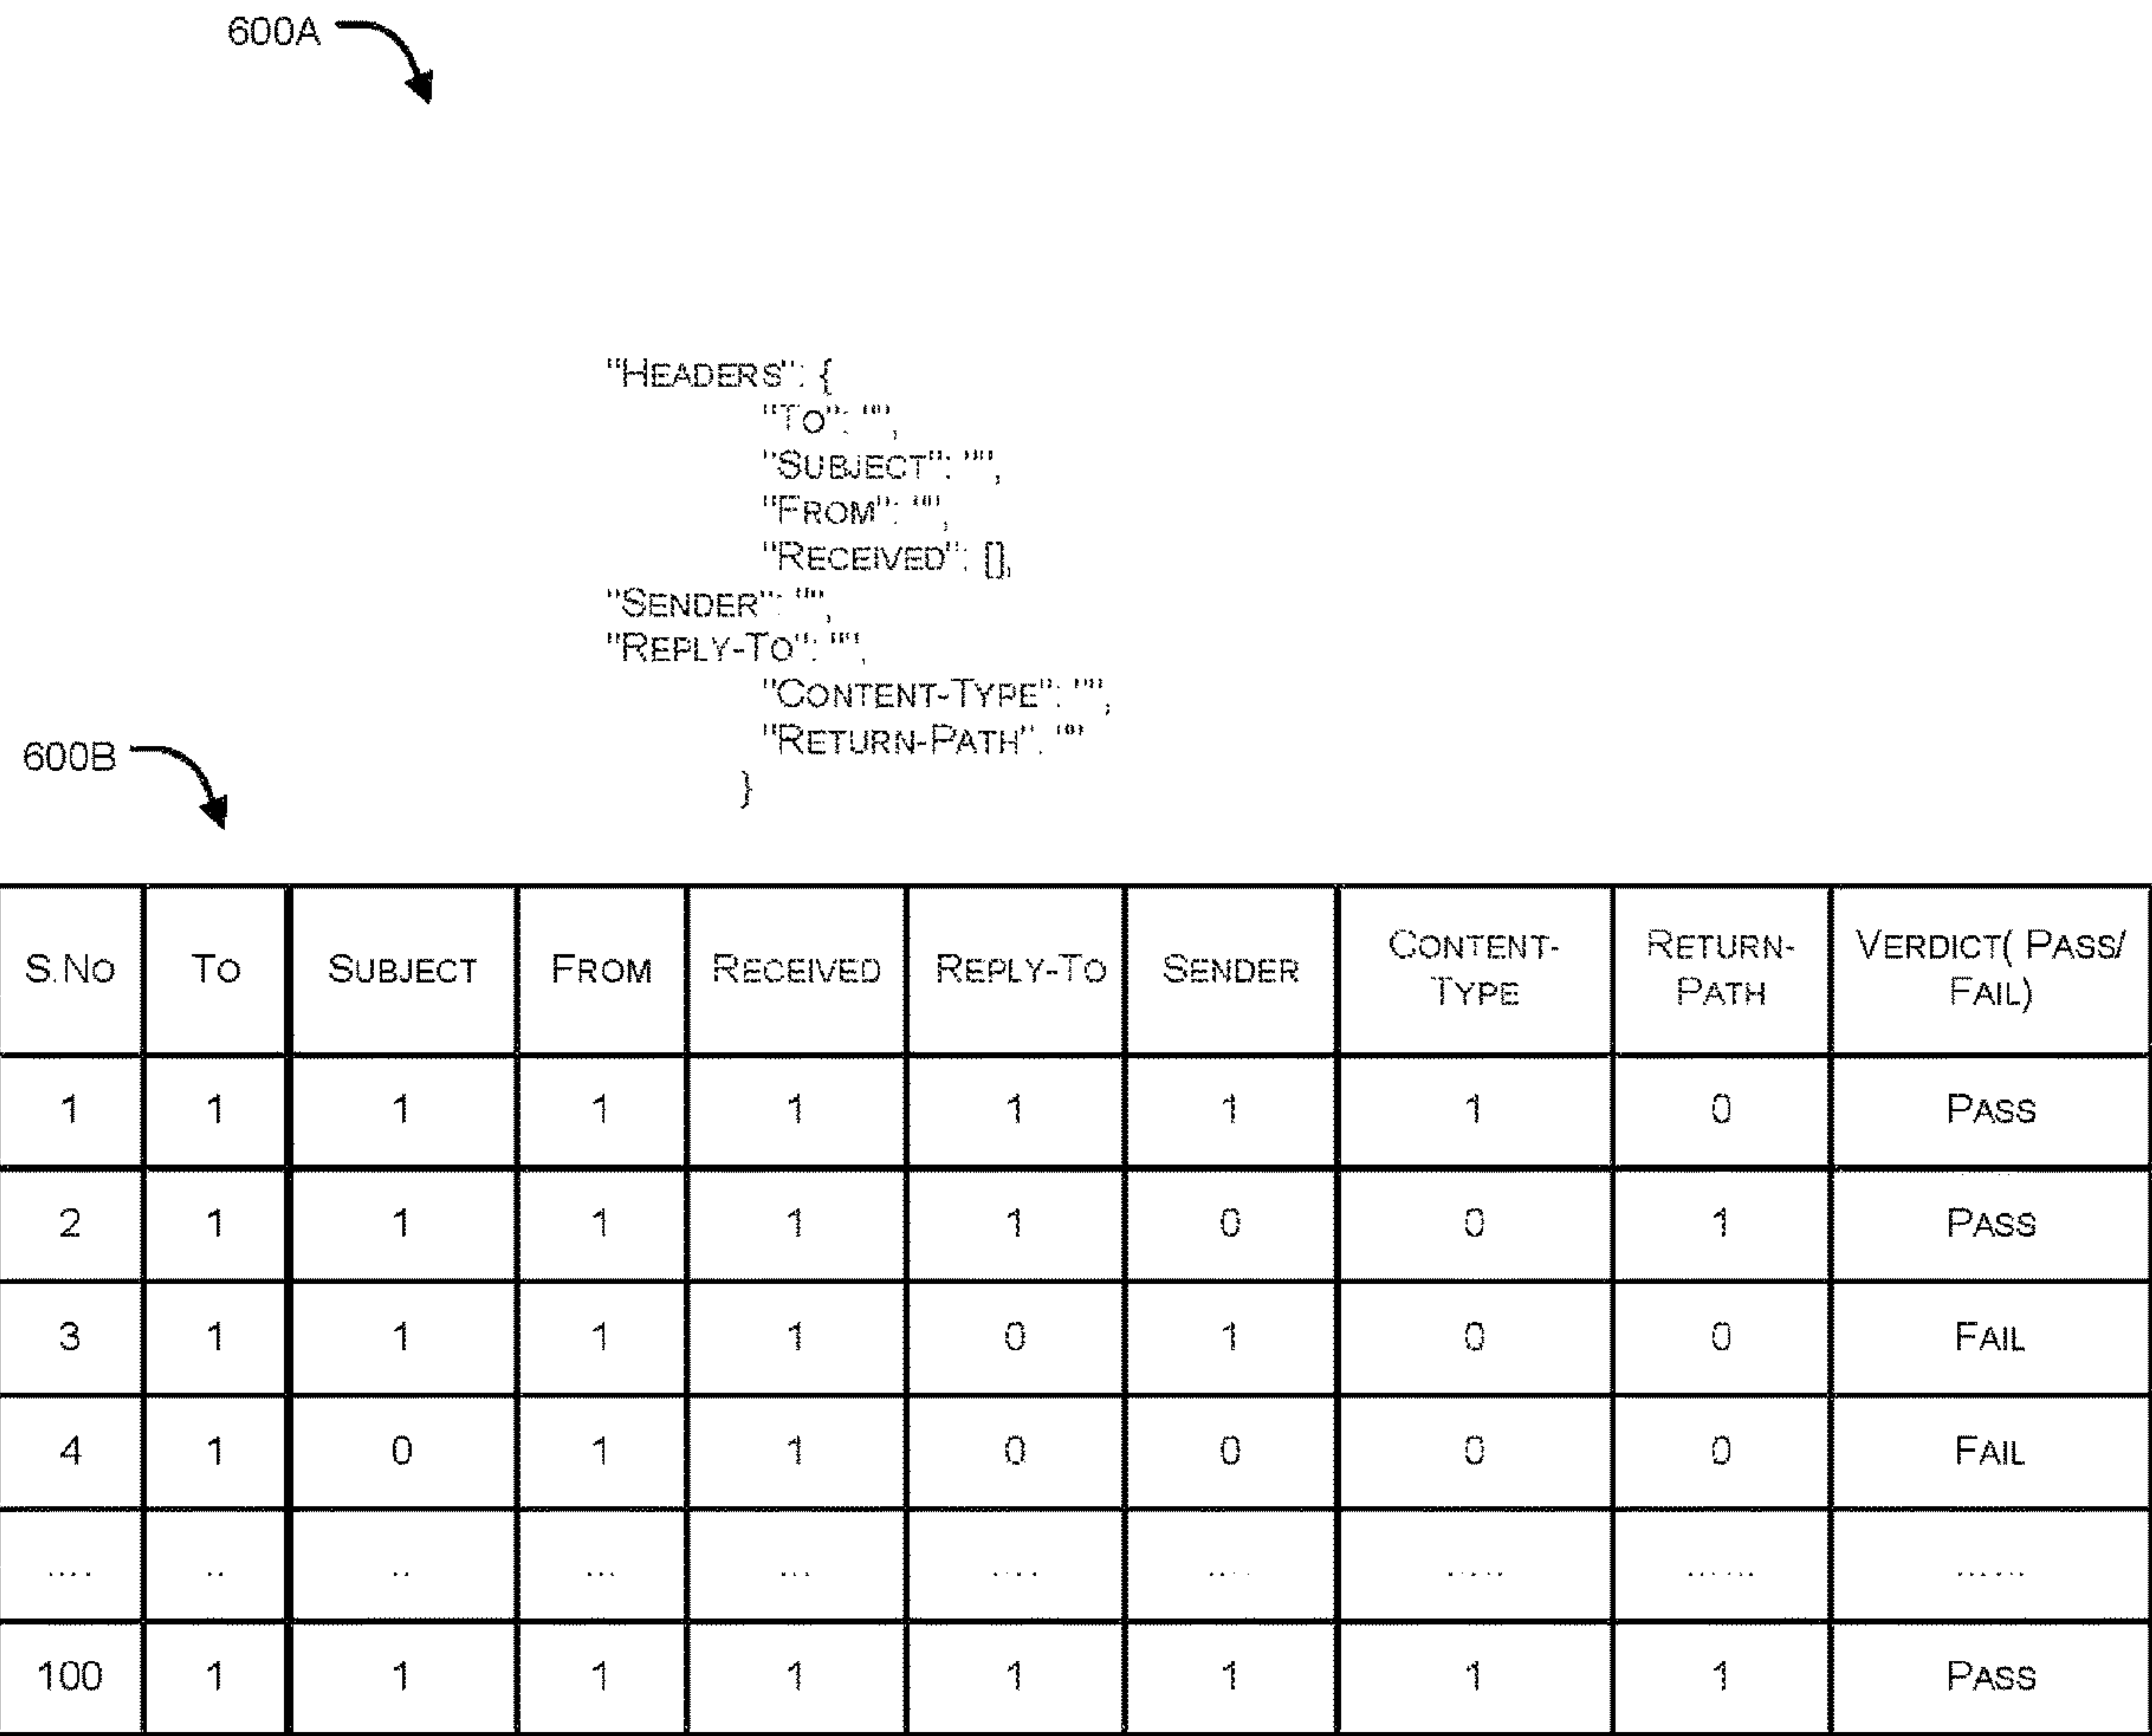 600A
"HEADERS": {
"TO": "",
"SUBJECT": "",
"FROM": "",
"RECEIVED": [],
"SENDER": "",
"REPLY-TO": "",
"CONTENT-TYPE": "",
"RETURN-PATH": ""
}
600B
S.NO TO SUBJECT FROM RECEIVED REPLY-TO SENDER CONTENT-TYPE RETURN-PATH VERDICT( PASS/ FAIL)
1 1 1 1 1 1 1 1 0 PASS
2 1 1 1 1 1 0 0 1 PASS
3 1 1 1 1 0 1 0 0 FAIL
4 1 0 1 1 0 0 0 0 FAIL
.... .. .. ... ... .... .... ..... ...... ......
100 1 1 1 1 1 1 1 1 PASS